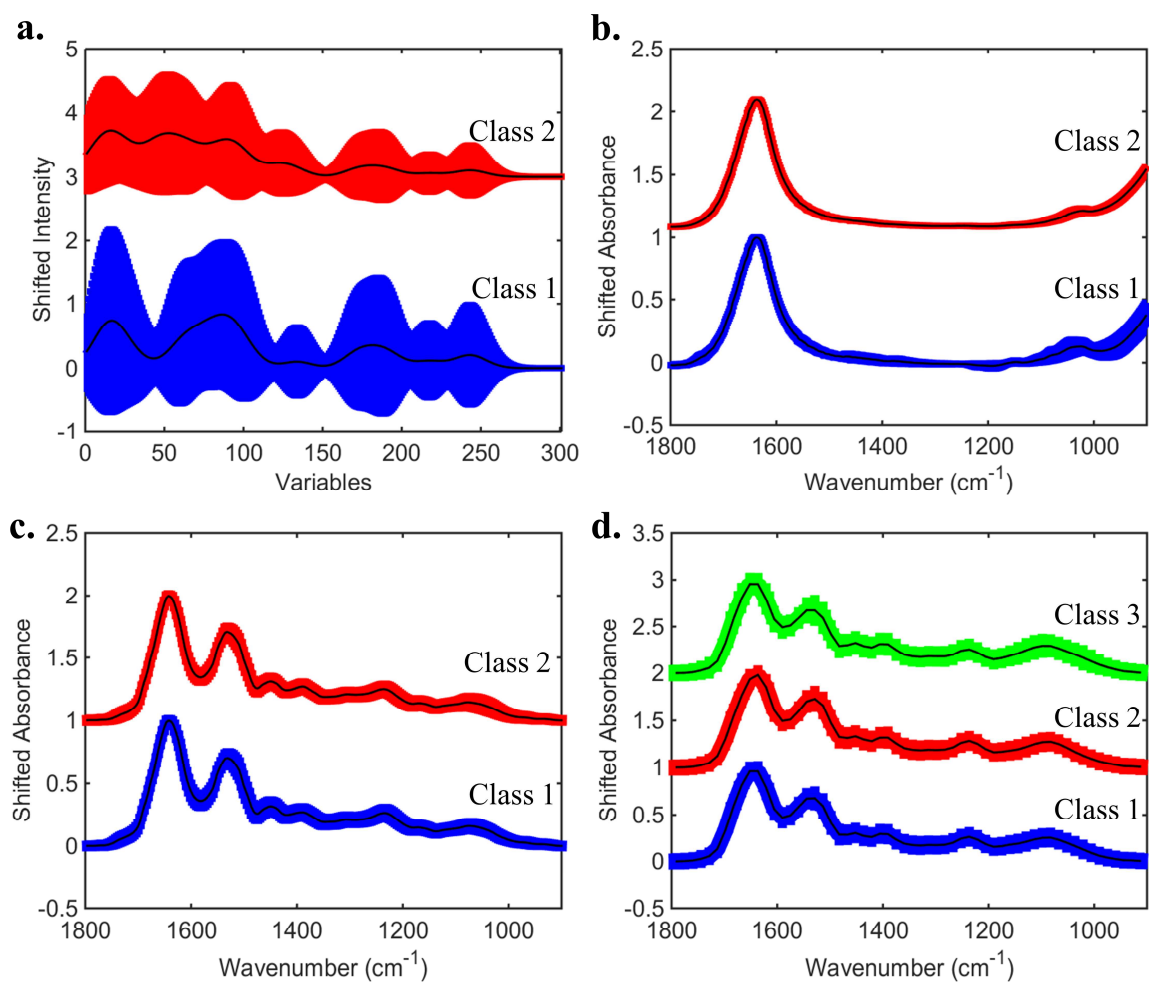 a.
5
4
3
2
1
0
-1
0 50 100 150 200 250 300
Shifted Intensity
Variables
Class 2
Class 1
b.
2.5
2
1.5
1
0.5
0
-0.5
1800 1600 1400 1200 1000
Shifted Absorbance
Wavenumber (cm-1)
Class 2
Class 1
c.
2.5
2
1.5
1
0.5
0
-0.5
1800 1600 1400 1200 1000
Shifted Absorbance
Wavenumber (cm-1)
Class 2
Class 1
d.
3.5
3
2.5
2
1.5
1
0.5
0
-0.5
1800 1600 1400 1200 1000
Shifted Absorbance
Wavenumber (cm-1)
Class 3
Class 2
Class 1